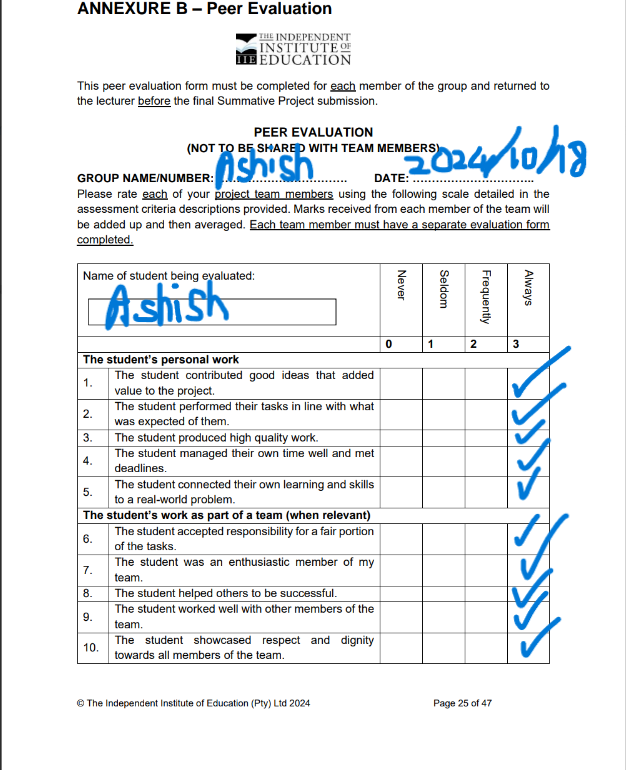 ANNEXURE B – Peer Evaluation
THE INDEPENDENT
INSTITUTE OF
IIE EDUCATION
This peer evaluation form must be completed for each member of the group and returned to
the lecturer before the final Summative Project submission.
PEER EVALUATION
(NOT TO BE SHARED WITH TEAM MEMBERS)
GROUP NAME/NUMBER: Ashish DATE: 2024/10/18
Please rate each of your project team members using the following scale detailed in the
assessment criteria descriptions provided. Marks received from each member of the team will
be added up and then averaged. Each team member must have a separate evaluation form
completed.
Name of student being evaluated: Never Seldom Frequently Always
Ashish
0 1 2 3
The student's personal work
1. The student contributed good ideas that added
value to the project.
2. The student performed their tasks in line with what
was expected of them.
3. The student produced high quality work.
4. The student managed their own time well and met
deadlines.
5. The student connected their own learning and skills
to a real-world problem.
The student's work as part of a team (when relevant)
6. The student accepted responsibility for a fair portion
of the tasks.
7. The student was an enthusiastic member of my
team.
8. The student helped others to be successful.
9. The student worked well with other members of the
team.
10. The student showcased respect and dignity
towards all members of the team.
© The Independent Institute of Education (Pty) Ltd 2024 Page 25 of 47